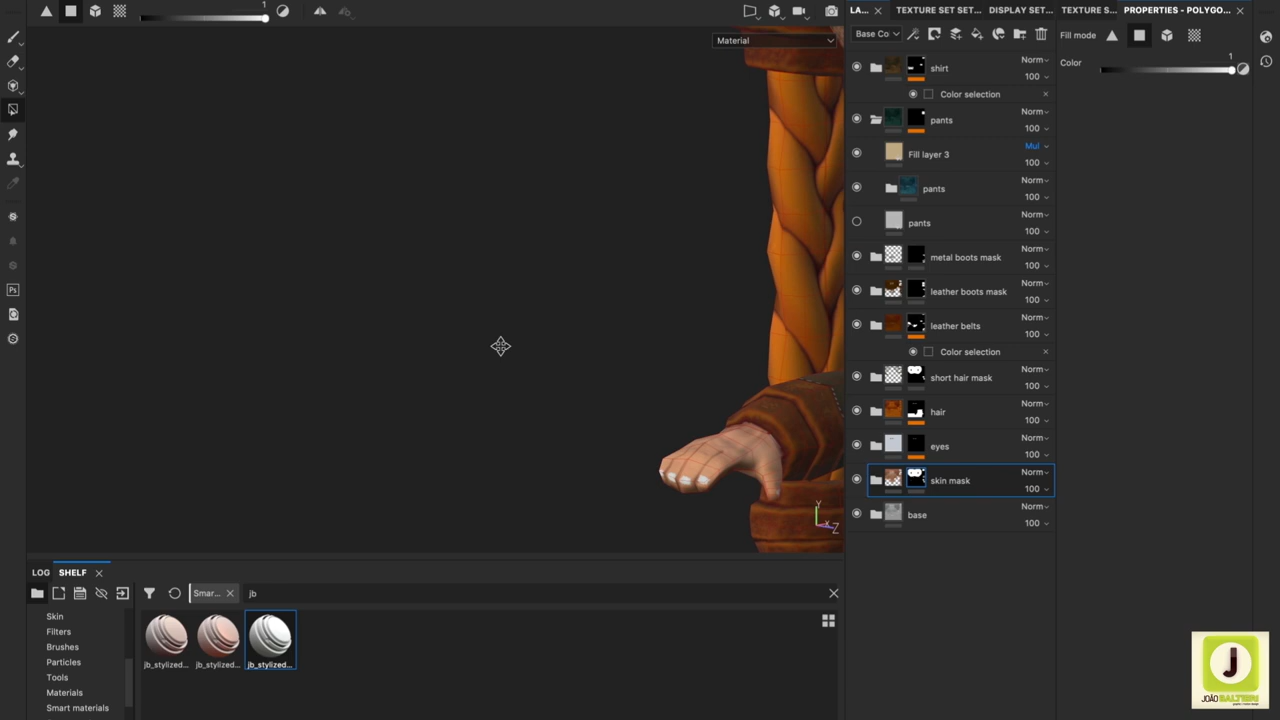 1
Material
LA...
TEXTURE SET SET...
DISPLAY SET...
TEXTURE S...
PROPERTIES - POLYGO...
Base Co
Fill mode
Color
1
shirt
Norm
100
Color selection
pants
Norm
100
Fill layer 3
Mul
100
pants
Norm
100
pants
Norm
100
metal boots mask
Norm
100
leather boots mask
Norm
100
leather belts
Norm
100
Color selection
short hair mask
Norm
100
hair
Norm
100
eyes
Norm
100
skin mask
Norm
100
base
Norm
100
Y
X
Z
Ps
LOG
SHELF
Smar...
jb
Skin
Filters
Brushes
Particles
Tools
Materials
Smart materials
jb_stylized...
jb_stylized...
jb_stylized...
J
JOÃO BALTIERI